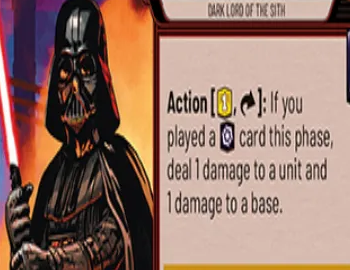 DARK LORD OF THE SITH
Action [1, ]: If you
played a card this phase,
deal 1 damage to a unit and
1 damage to a base.